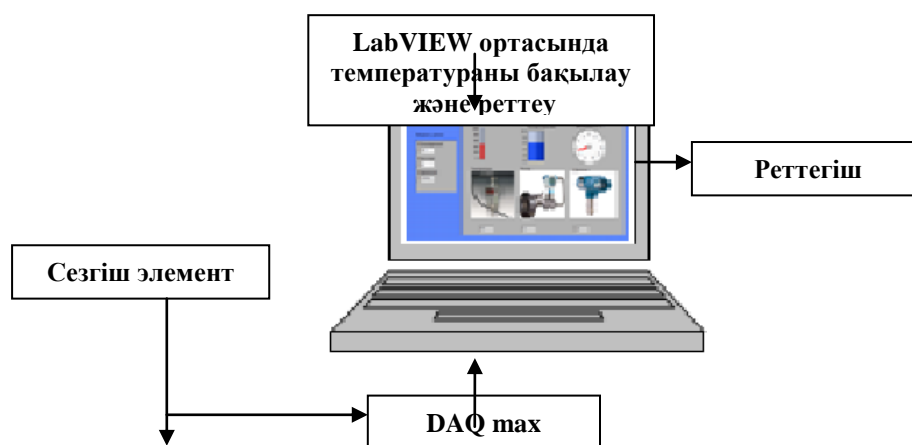 LabVIEW ортасында
температураны бақылау
және реттеу
Реттегіш
Сезгіш элемент
DAQ max